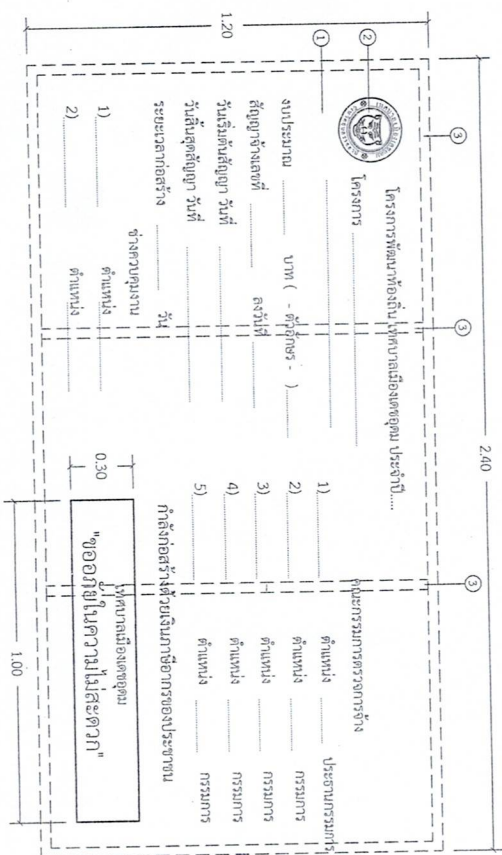 2.40
1.20
1
2
3
3
3
โครงการพัฒนาท้องถิ่น เทศบาลเมืองเดชอุดม ประจำปี.....
โครงการ
งบประมาณ บาท ( - ตัวอักษร - )
สัญญาจ้างเลขที่ ลงวันที่
วันเริ่มต้นสัญญา วันที่
วันสิ้นสุดสัญญา วันที่
ระยะเวลาก่อสร้าง วัน
ช่างควบคุมงาน
1) ตำแหน่ง
2) ตำแหน่ง
คณะกรรมการตรวจการจ้าง
1) ตำแหน่ง ประธานกรรมการ
2) ตำแหน่ง กรรมการ
3) ตำแหน่ง กรรมการ
4) ตำแหน่ง กรรมการ
5) ตำแหน่ง กรรมการ
กำลังก่อสร้างด้วยเงินภาษีอากรของประชาชน
เทศบาลเมืองเดชอุดม
"ขออภัยในความไม่สะดวก"
0.30
1.00